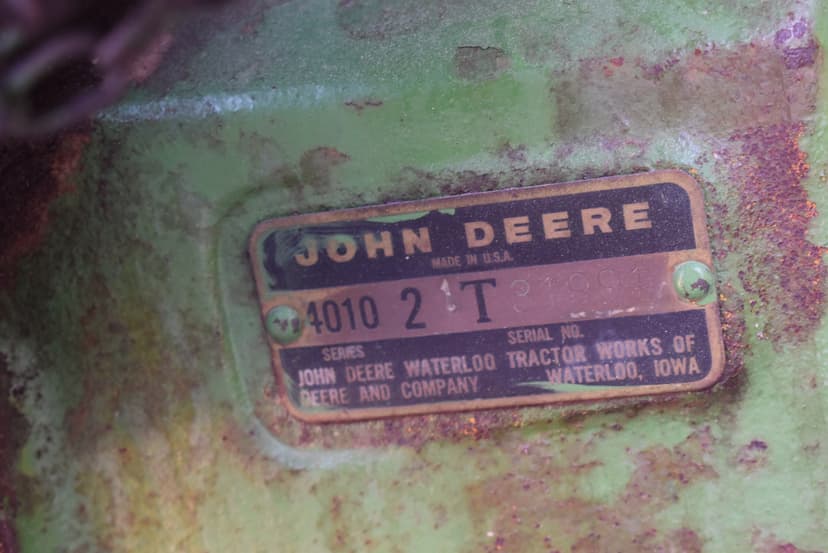 JOHN DEERE
MADE IN U.S.A.
4010 2 1 T
SERIES SERIAL NO.
JOHN DEERE WATERLOO TRACTOR WORKS OF
DEERE AND COMPANY WATERLOO, IOWA